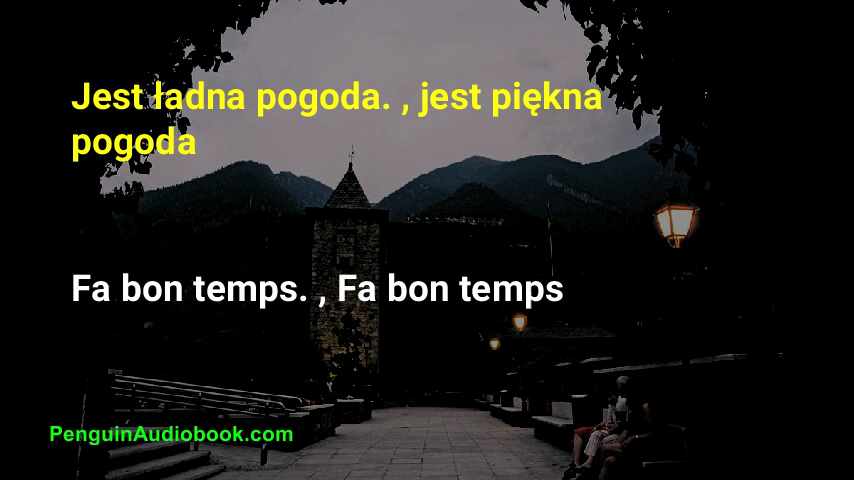 Jest ładna pogoda. , jest piękna
pogoda
Fa bon temps. , Fa bon temps
PenguinAudiobook.com